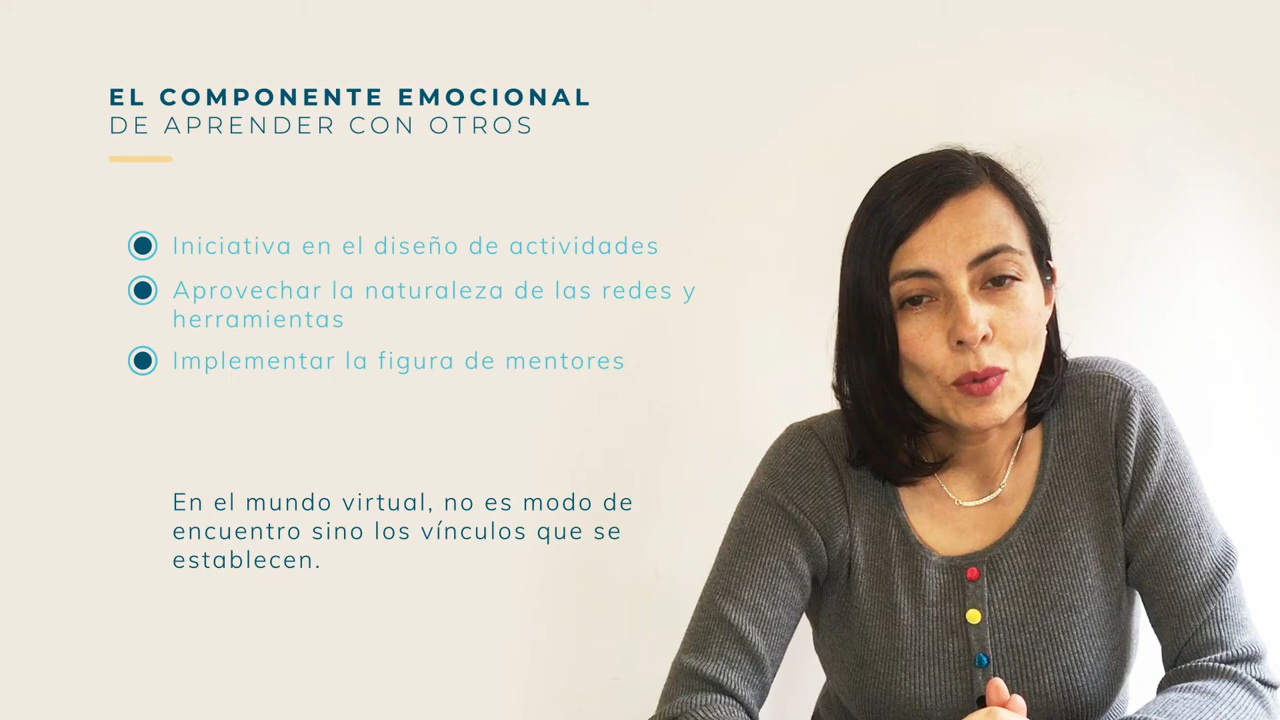 EL COMPONENTE EMOCIONAL
DE APRENDER CON OTROS
Iniciativa en el diseño de actividades
Aprovechar la naturaleza de las redes y
herramientas
Implementar la figura de mentores
En el mundo virtual, no es modo de
encuentro sino los vínculos que se
establecen.